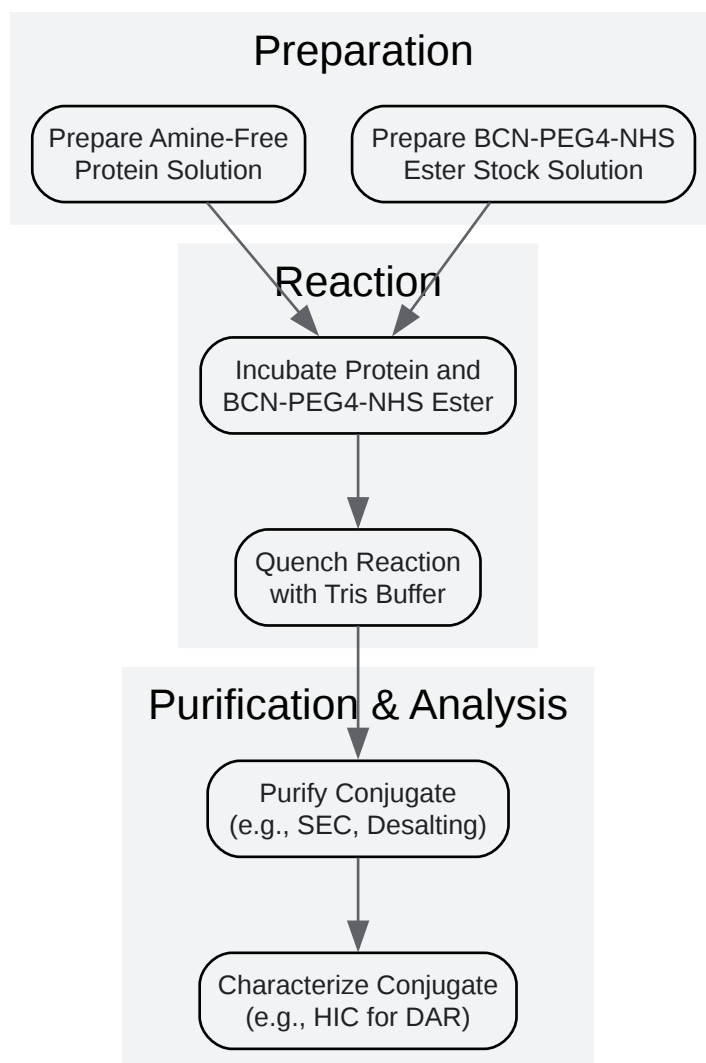 Preparation
Prepare Amine-Free
Protein Solution
Prepare BCN-PEG4-NHS
Ester Stock Solution
Reaction
Incubate Protein and
BCN-PEG4-NHS Ester
Quench Reaction
with Tris Buffer
Purification & Analysis
Purify Conjugate
(e.g., SEC, Desalting)
Characterize Conjugate
(e.g., HIC for DAR)